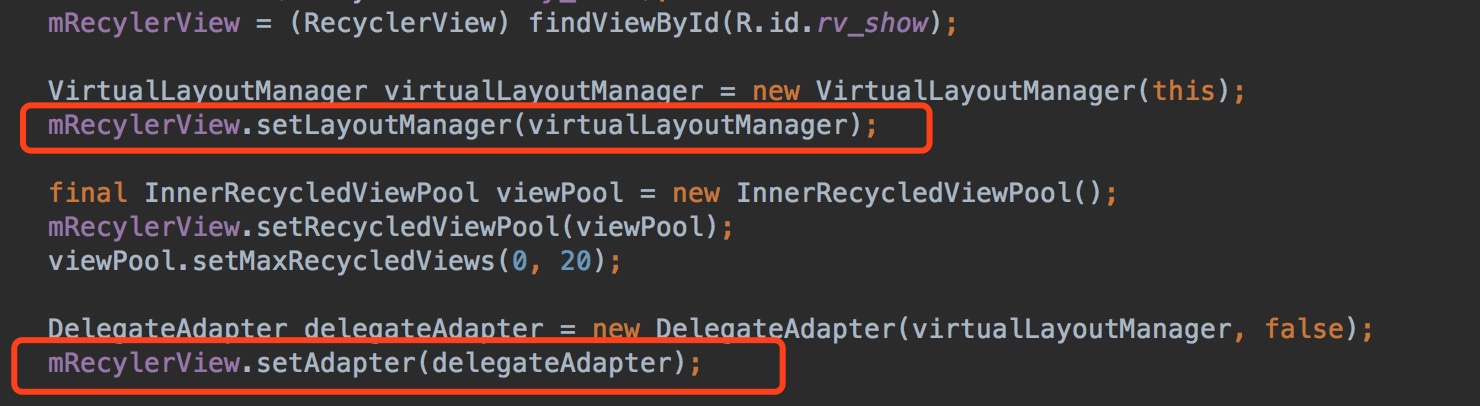 mRecylerView = (RecyclerView) findViewById(R.id.rv_show);
VirtualLayoutManager virtualLayoutManager = new VirtualLayoutManager(this);
mRecylerView.setLayoutManager(virtualLayoutManager);
final InnerRecycledViewPool viewPool = new InnerRecycledViewPool();
mRecylerView.setRecycledViewPool(viewPool);
viewPool.setMaxRecycledViews(0, 20);
DelegateAdapter delegateAdapter = new DelegateAdapter(virtualLayoutManager, false);
mRecylerView.setAdapter(delegateAdapter);